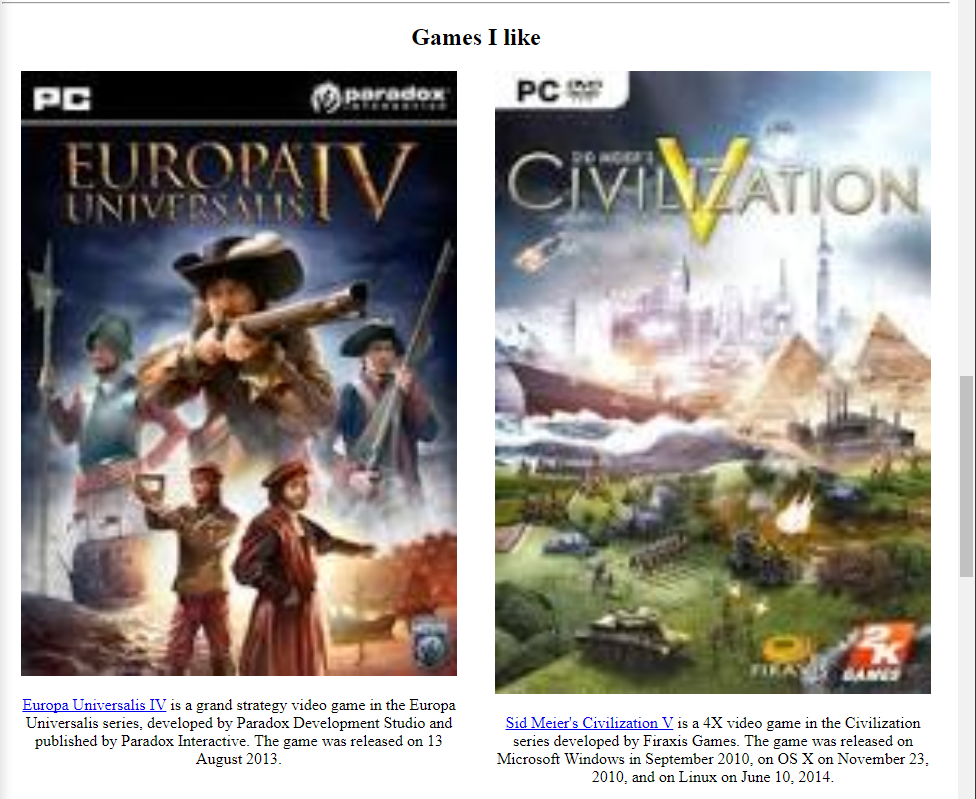 Games I like
PC
paradox
INTERACTIVE
EUROPA
UNIVERSALIS IV
PC DVD
SID MEIER'S
CIVILIZATION
V
FIRAXIS
2K
GAMES
Europa Universalis IV is a grand strategy video game in the Europa
Universalis series, developed by Paradox Development Studio and
published by Paradox Interactive. The game was released on 13
August 2013.
Sid Meier's Civilization V is a 4X video game in the Civilization
series developed by Firaxis Games. The game was released on
Microsoft Windows in September 2010, on OS X on November 23,
2010, and on Linux on June 10, 2014.